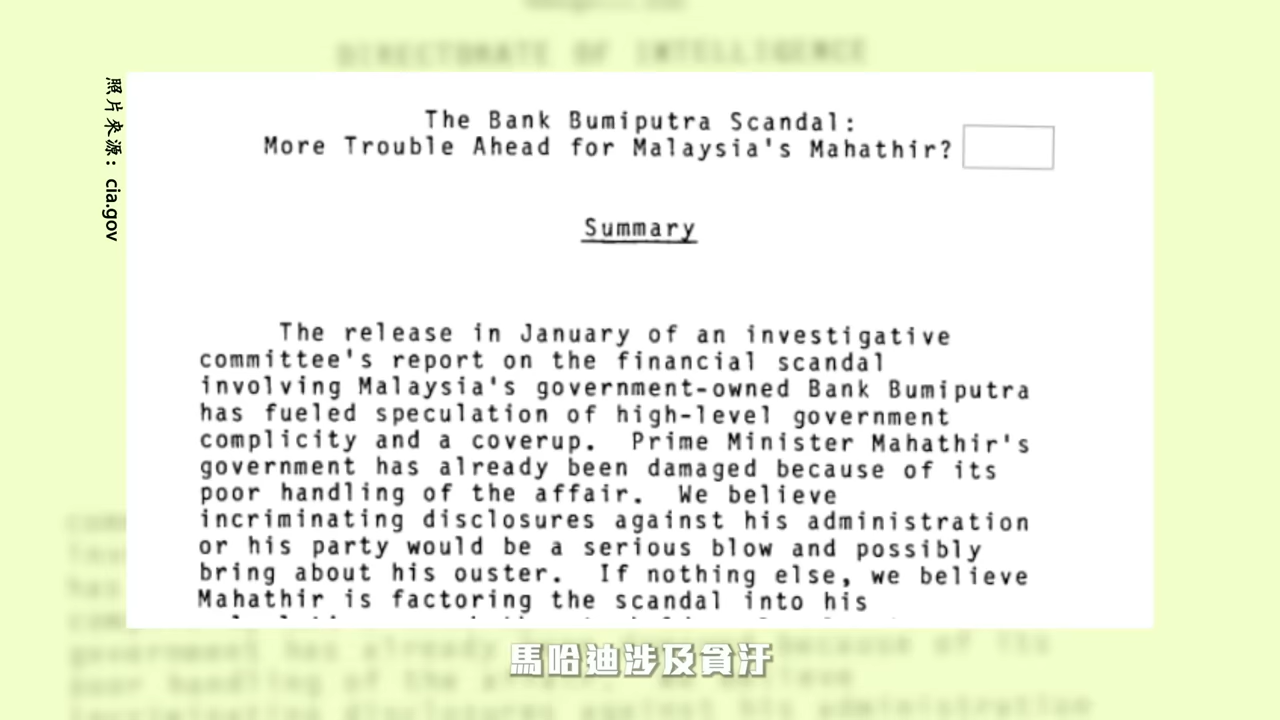 DIRECTORATE OF INTELLIGENCE
照片來源：cia.gov
The Bank Bumiputra Scandal:
More Trouble Ahead for Malaysia's Mahathir?
Summary
The release in January of an investigative
committee's report on the financial scandal
involving Malaysia's government-owned Bank Bumiputra
has fueled speculation of high-level government
complicity and a coverup. Prime Minister Mahathir's
government has already been damaged because of its
poor handling of the affair. We believe
incriminating disclosures against his administration
or his party would be a serious blow and possibly
bring about his ouster. If nothing else, we believe
Mahathir is factoring the scandal into his
馬哈迪涉及貪汙